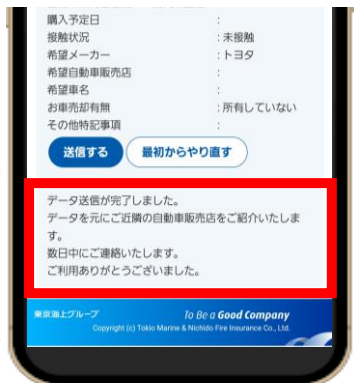 購入予定日 :
接触状況 : 未接触
希望メーカー : トヨタ
希望自動車販売店 :
希望車名 :
お車売却有無 : 所有していない
その他特記事項 :
送信する 最初からやり直す
データ送信が完了しました。
データを元にご近隣の自動車販売店をご紹介いたしま
す。
数日中にご連絡いたします。
ご利用ありがとうございました。
東京海上グループ To Be a Good Company
Copyright (c) Tokio Marine & Nichido Fire Insurance Co., Ltd.